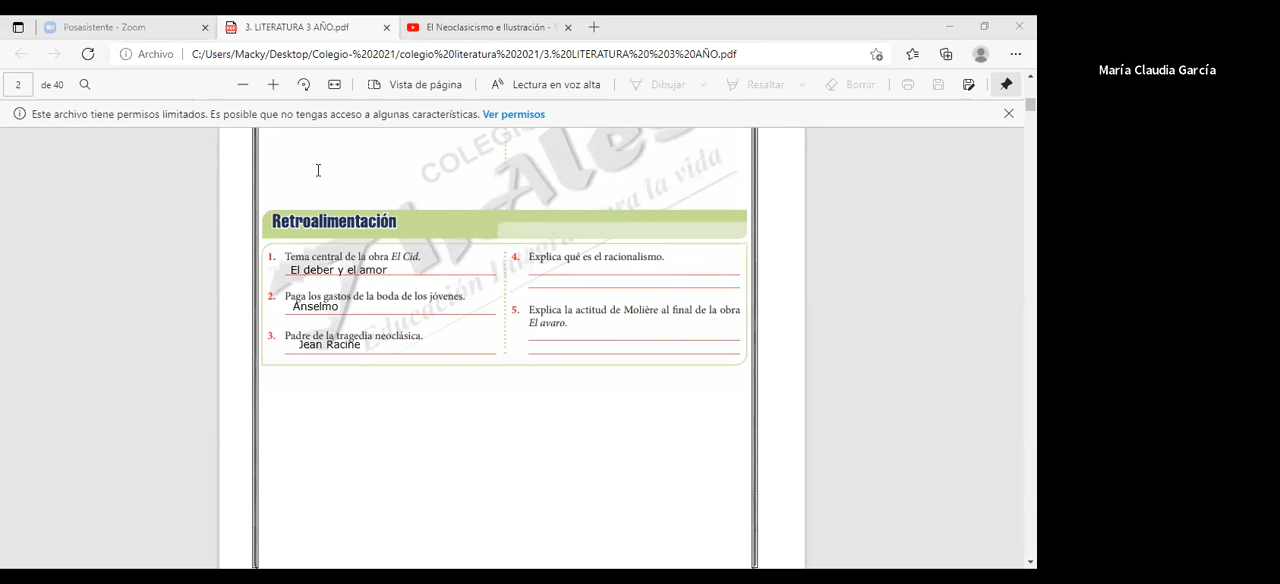 Posasistente - Zoom
3. LITERATURA 3 AÑO.pdf
El Neoclasicismo e Ilustración -
Archivo
C:/Users/Macky/Desktop/Colegio-%202021/colegio%20literatura%202021/3.%20LITERATURA%20%203%20AÑO.pdf
2 de 40
Vista de página
Lectura en voz alta
Dibujar
Resaltar
Borrar
Este archivo tiene permisos limitados. Es posible que no tengas acceso a algunas características. Ver permisos
María Claudia García
COLEGIO
la vida
Educación
para
Retroalimentación
1. Tema central de la obra El Cid.
El deber y el amor
2. Paga los gastos de la boda de los jóvenes.
Anselmo
3. Padre de la tragedia neoclásica.
Jean Racine
4. Explica qué es el racionalismo.
5. Explica la actitud de Molière al final de la obra
El avaro.